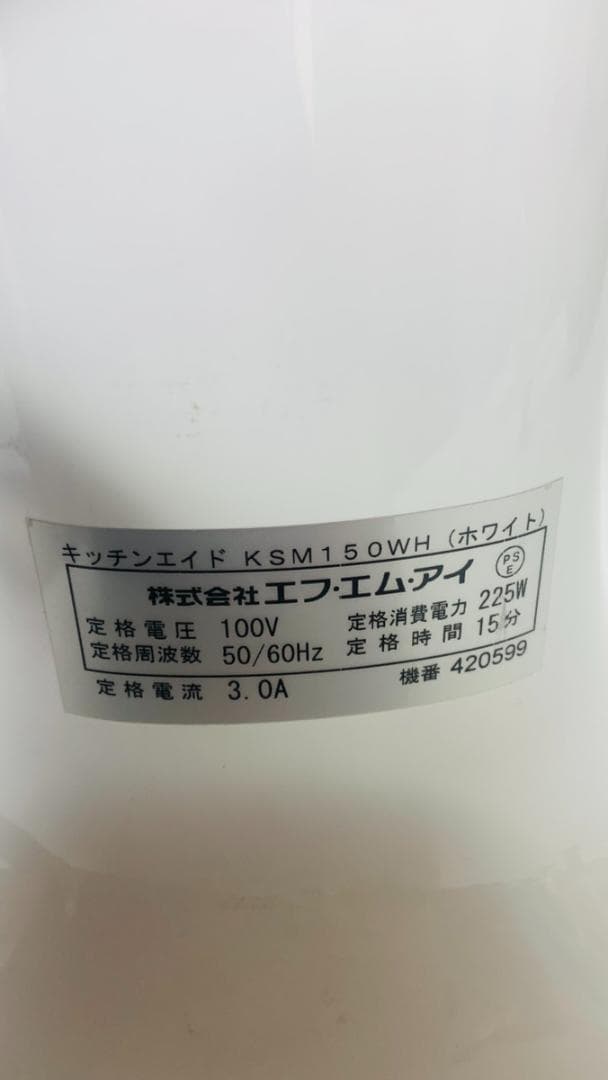 キッチンエイド KSM150WH (ホワイト)
株式会社エフ・エム・アイ PSE
定格電圧 100V 定格消費電力 225W
定格周波数 50/60Hz 定格時間 15分
定格電流 3.0A 機番 420599